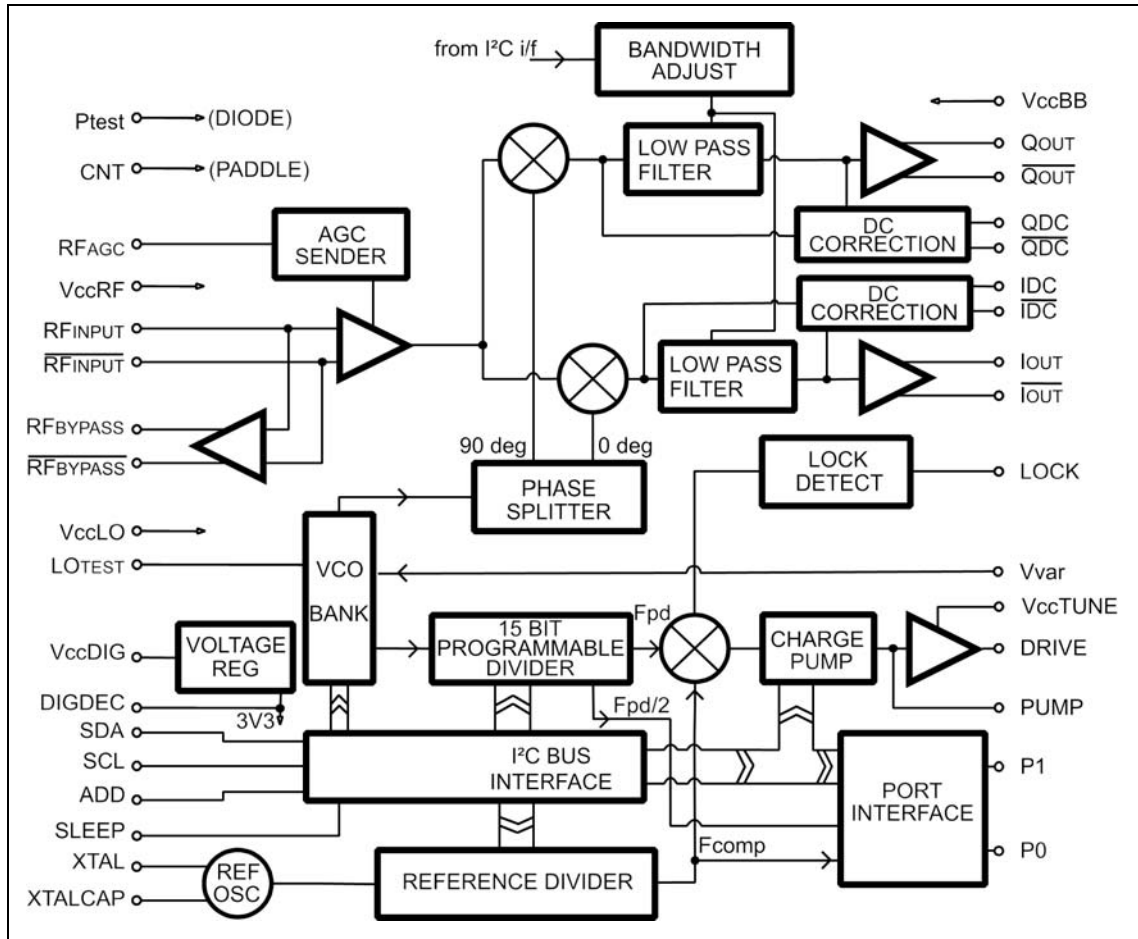 from I²C i/f
BANDWIDTH
ADJUST
Ptest
(DIODE)
CNT
(PADDLE)
VccBB
LOW PASS
FILTER
QOUT
QOUT
AGC
SENDER
RFAGC
DC
CORRECTION
QDC
QDC
VccRF
DC
CORRECTION
IDC
IDC
RFINPUT
RFINPUT
LOW PASS
FILTER
IOUT
IOUT
RFBYPASS
RFBYPASS
90 deg
0 deg
PHASE
SPLITTER
LOCK
DETECT
LOCK
VccLO
LOTEST
VCO
BANK
Vvar
VccTUNE
VccDIG
VOLTAGE
REG
15 BIT
PROGRAMMABLE
DIVIDER
Fpd
CHARGE
PUMP
DRIVE
DIGDEC
3V3
Fpd/2
PUMP
SDA
SCL
ADD
I²C BUS
INTERFACE
PORT
INTERFACE
P1
SLEEP
P0
XTAL
XTALCAP
REF
OSC
REFERENCE DIVIDER
Fcomp